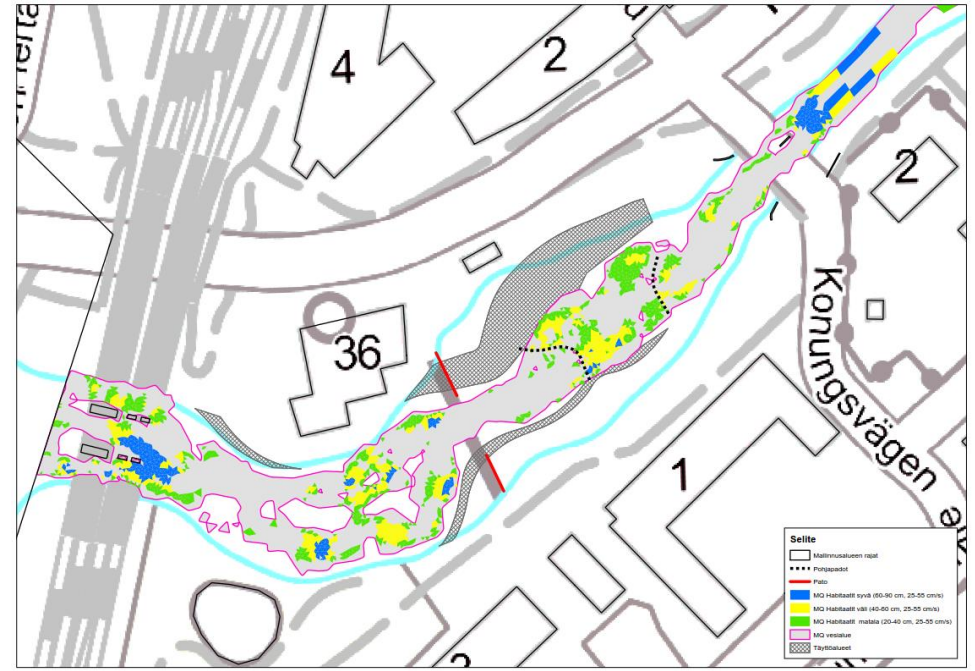 4
2
2
36
1
2
Konungsvägen
Selite
Mallinnusalueen rajat
Pohjapadot
Pato
MQ Habitaatit syvä (60-90 cm, 25-55 cm/s)
MQ Habitaatit väli (40-60 cm, 25-55 cm/s)
MQ Habitaatit matala (20-40 cm, 25-55 cm/s)
MQ vesialue
Täyttöalueet